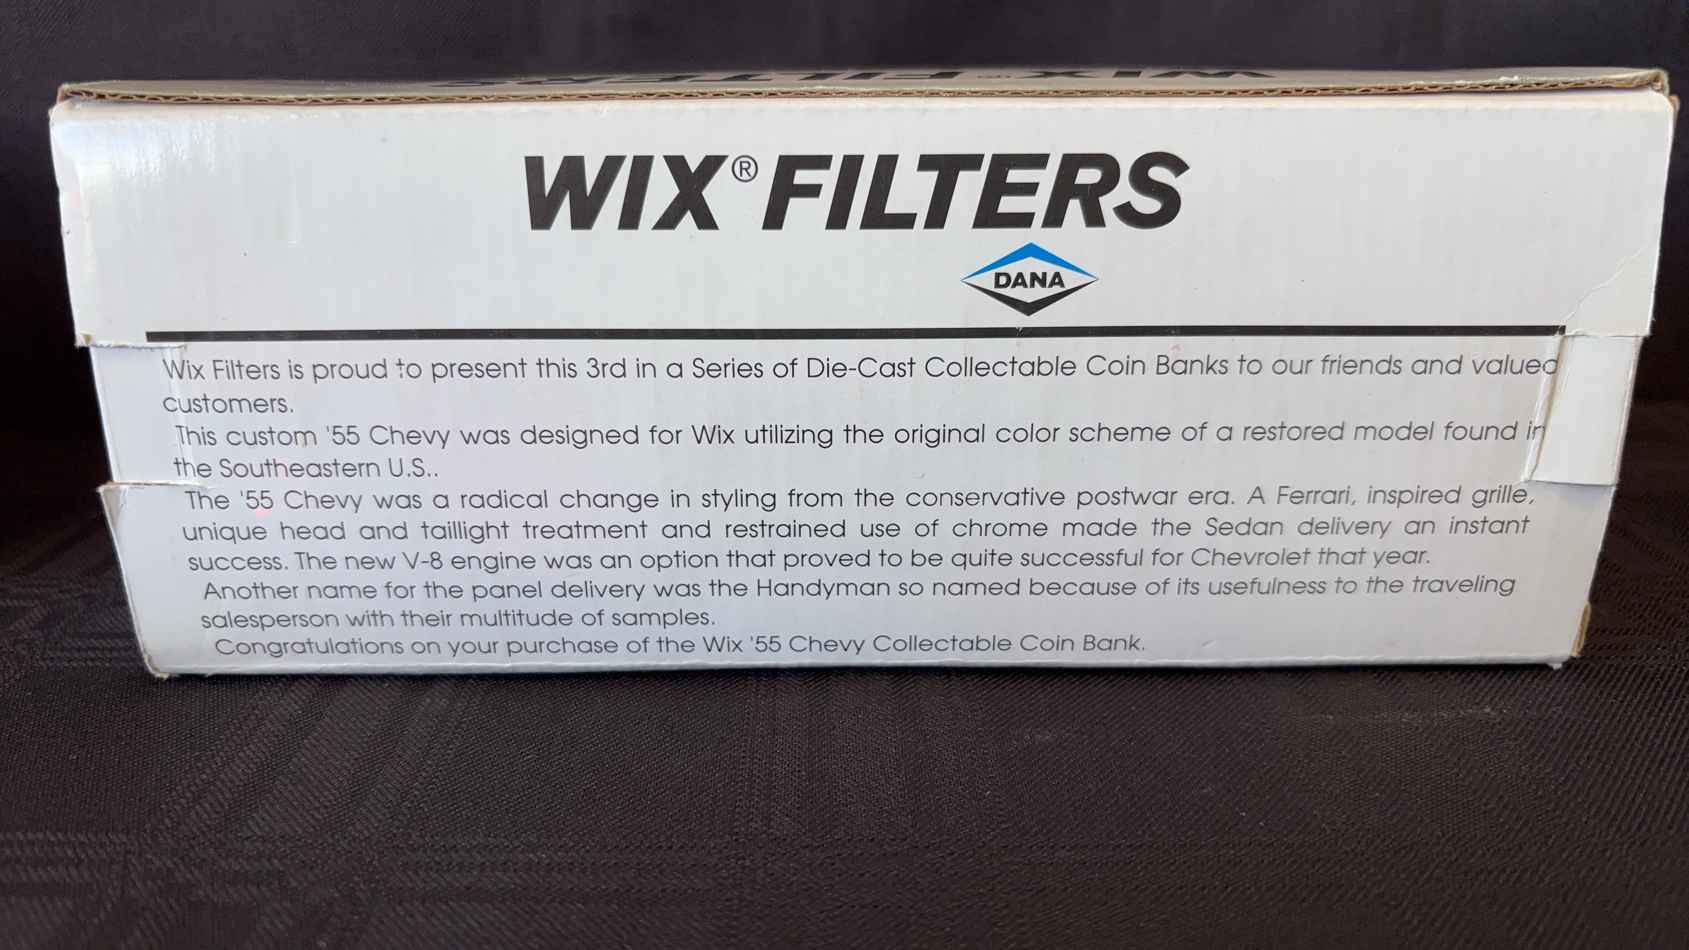 WIX® FILTERS
WIX® FILTERS
DANA
Wix Filters is proud to present this 3rd in a Series of Die-Cast Collectable Coin Banks to our friends and valued
customers.
This custom '55 Chevy was designed for Wix utilizing the original color scheme of a restored model found in
the Southeastern U.S..
The '55 Chevy was a radical change in styling from the conservative postwar era. A Ferrari, inspired grille,
unique head and taillight treatment and restrained use of chrome made the Sedan delivery an instant
success. The new V-8 engine was an option that proved to be quite successful for Chevrolet that year.
Another name for the panel delivery was the Handyman so named because of its usefulness to the traveling
salesperson with their multitude of samples.
Congratulations on your purchase of the Wix '55 Chevy Collectable Coin Bank.